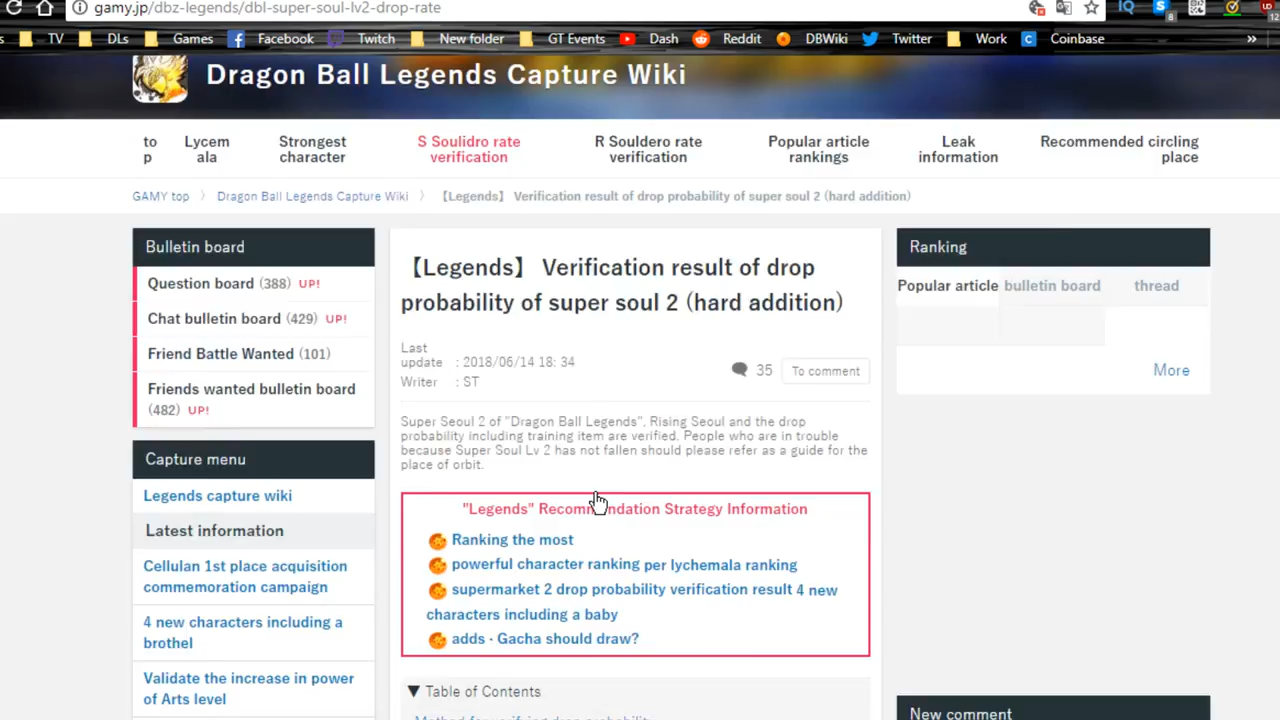 gamy.jp/dbz-legends/dbl-super-soul-lv2-drop-rate
TV DLs Games Facebook Twitch New folder GT Events Dash Reddit DBWiki Twitter Work Coinbase »
Dragon Ball Legends Capture Wiki
to
p
Lycem
ala
Strongest
character
S Soulidro rate
verification
R Souldero rate
verification
Popular article
rankings
Leak
information
Recommended circling
place
GAMY top 〉 Dragon Ball Legends Capture Wiki 〉 【Legends】 Verification result of drop probability of super soul 2 (hard addition)
Bulletin board
Question board (388) UP!
Chat bulletin board (429) UP!
Friend Battle Wanted (101)
Friends wanted bulletin board
(482) UP!
Capture menu
Legends capture wiki
Latest information
Cellulan 1st place acquisition
commemoration campaign
4 new characters including a
brothel
Validate the increase in power
of Arts level
【Legends】 Verification result of drop
probability of super soul 2 (hard addition)
Last
update : 2018/06/14 18: 34
Writer : ST
35 To comment
Super Seoul 2 of "Dragon Ball Legends", Rising Seoul and the drop
probability including training item are verified. People who are in trouble
because Super Soul Lv 2 has not fallen should please refer as a guide for the
place of orbit.
"Legends" Recommendation Strategy Information
Ranking the most
powerful character ranking per lychemala ranking
supermarket 2 drop probability verification result 4 new
characters including a baby
adds · Gacha should draw?
▼ Table of Contents
Method for verifying drop probability
Ranking
Popular article bulletin board thread
More
New comment